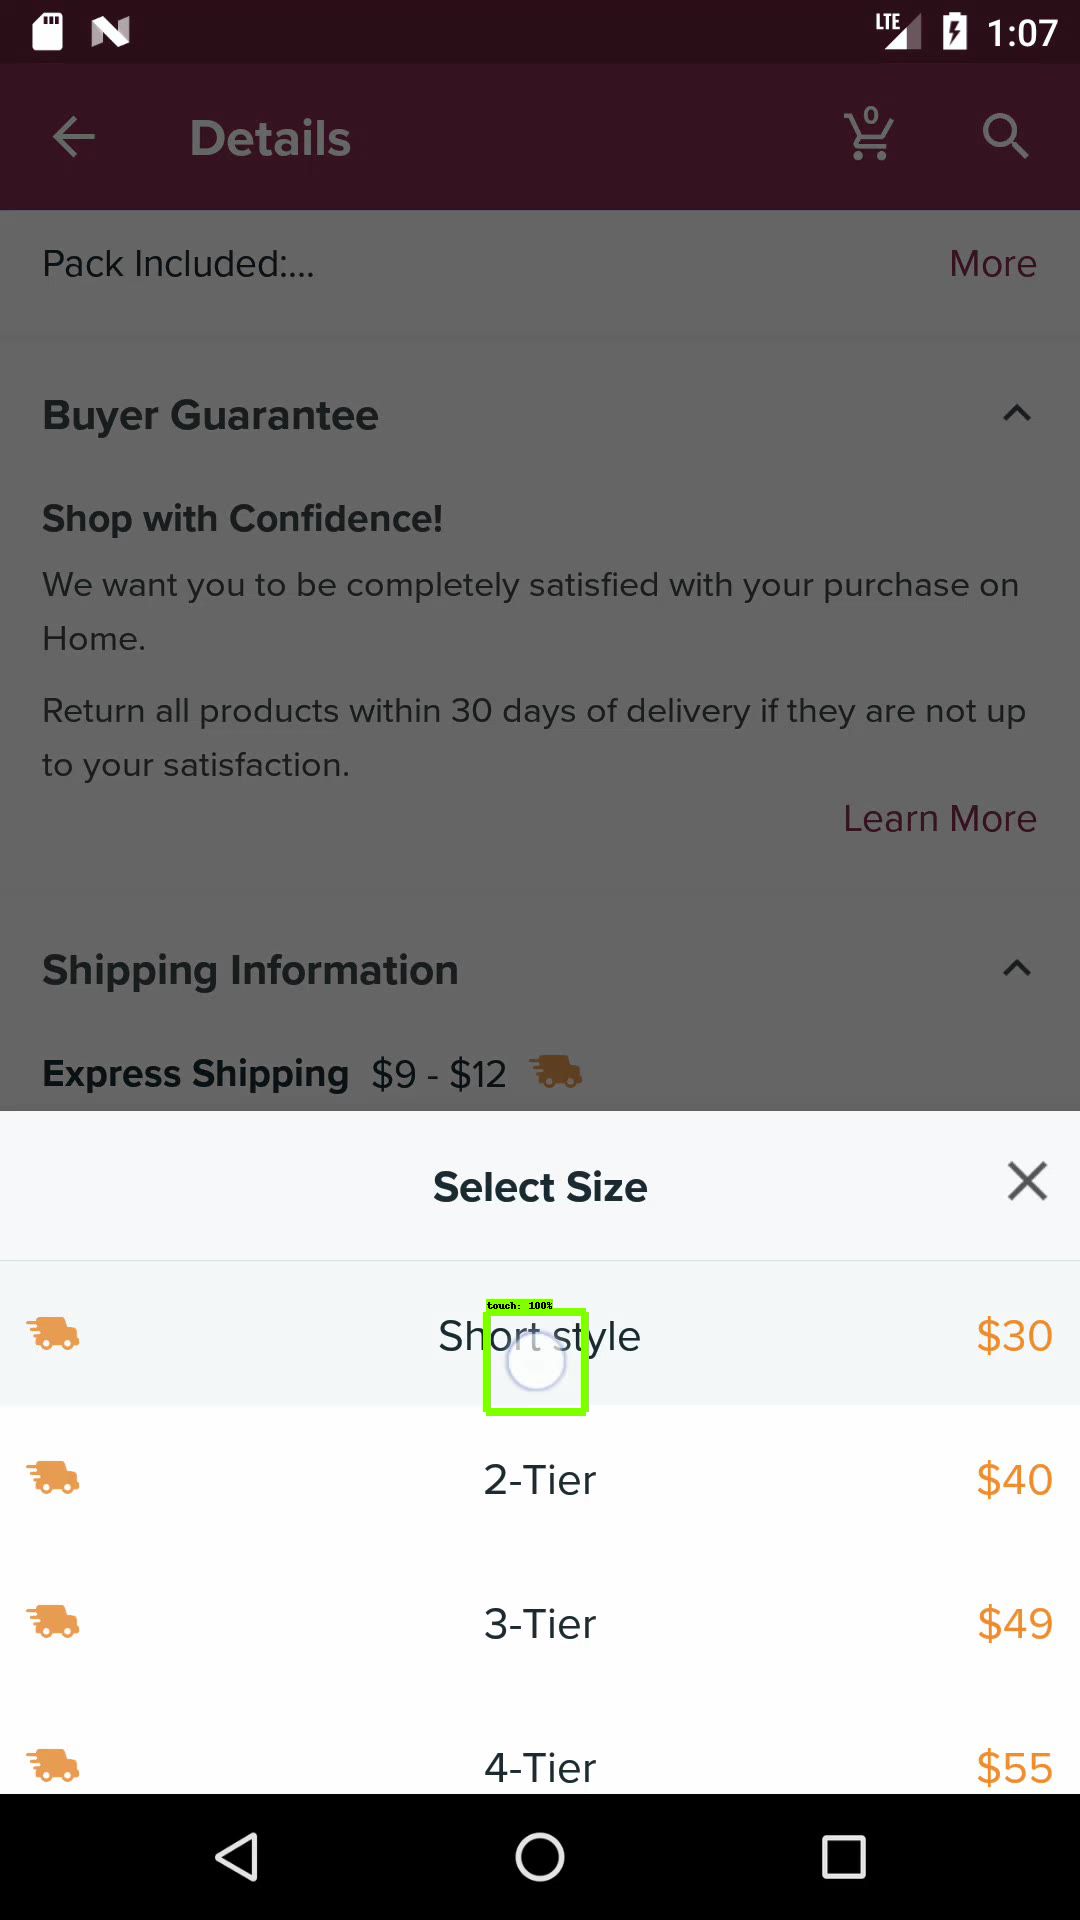 LTE 1:07
Details 0
Pack Included:... More
Buyer Guarantee
Shop with Confidence!
We want you to be completely satisfied with your purchase on
Home.
Return all products within 30 days of delivery if they are not up
to your satisfaction.
Learn More
Shipping Information
Express Shipping $9 - $12
Select Size
touch: 100%
Short style $30
2-Tier $40
3-Tier $49
4-Tier $55